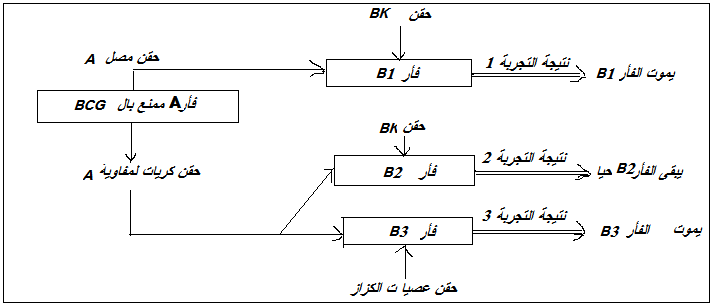 حقن BK
حقن مصل A
فأر B1
نتيجة التجربة 1
يموت الفأر B1
فأرA ممنع بال BCG
حقن BK
حقن كريات لمفاوية A
فأر B2
نتيجة التجربة 2
يبقى الفأرB2 حيا
فأر B3
نتيجة التجربة 3
يموت الفأر B3
حقن عصيا ت الكزاز